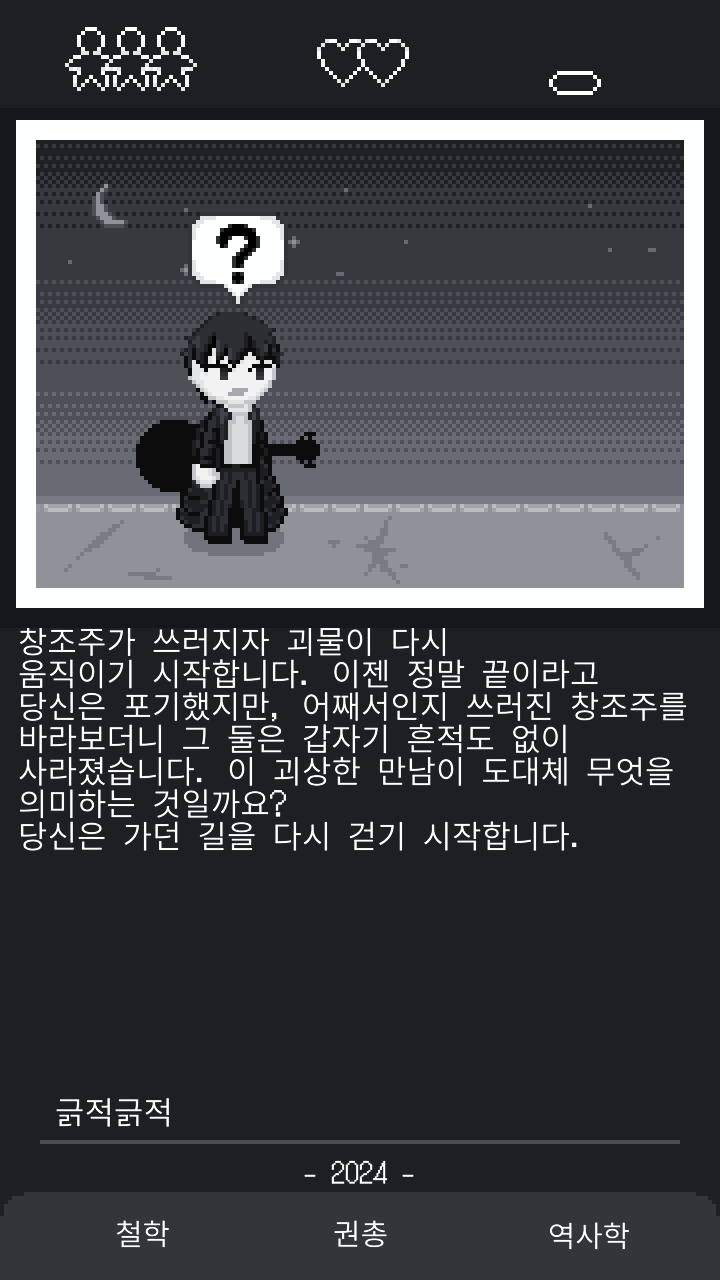 ?
창조주가 쓰러지자 괴물이 다시
움직이기 시작합니다. 이젠 정말 끝이라고
당신은 포기했지만, 어째서인지 쓰러진 창조주를
바라보더니 그 둘은 갑자기 흔적도 없이
사라졌습니다. 이 괴상한 만남이 도대체 무엇을
의미하는 것일까요?
당신은 가던 길을 다시 걷기 시작합니다.
긁적긁적
- 2024 -
철학 권총 역사학